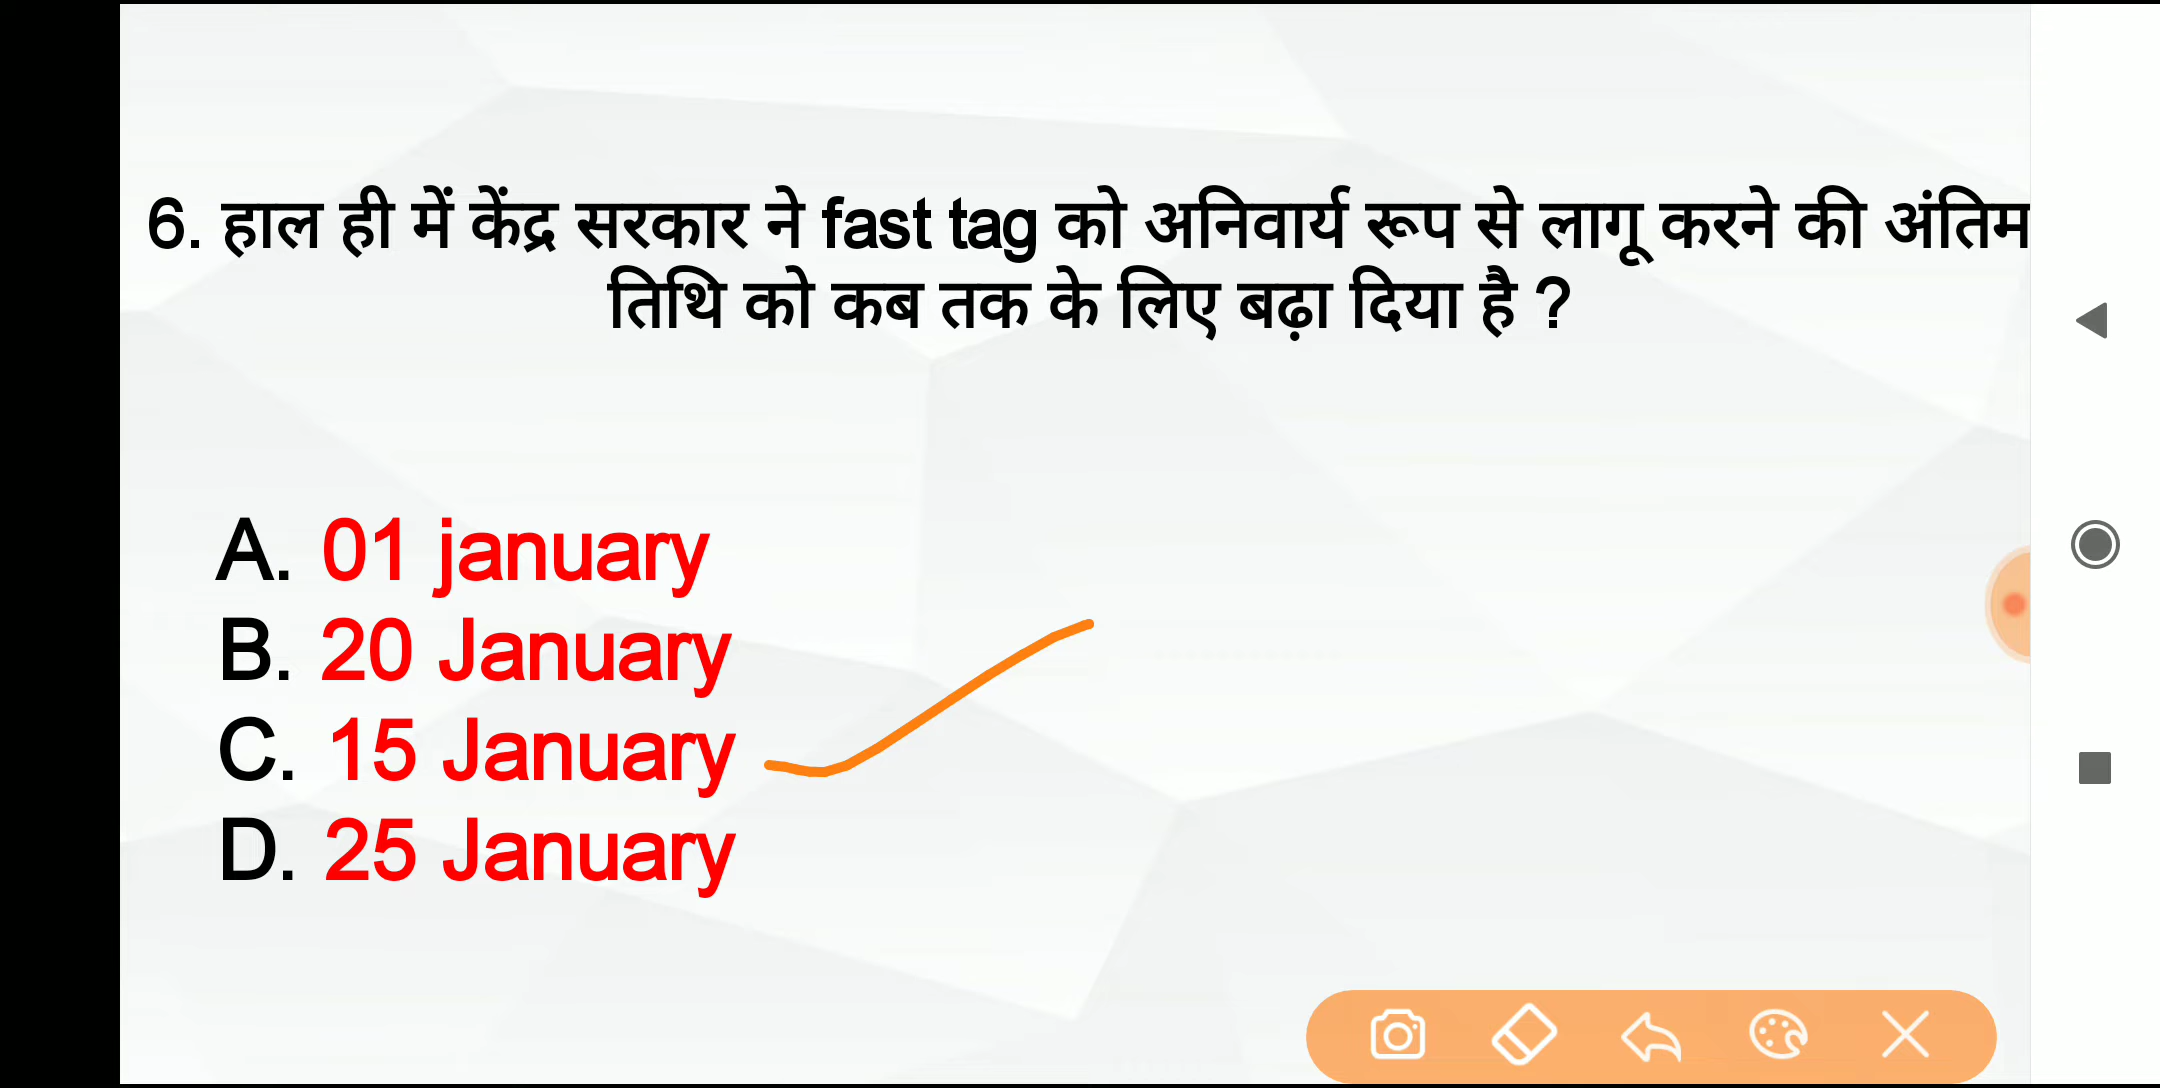 6. हाल ही में केंद्र सरकार ने fast tag को अनिवार्य रूप से लागू करने की अंतिम
तिथि को कब तक के लिए बढ़ा दिया है ?
A. 01 january
B. 20 January
C. 15 January
D. 25 January